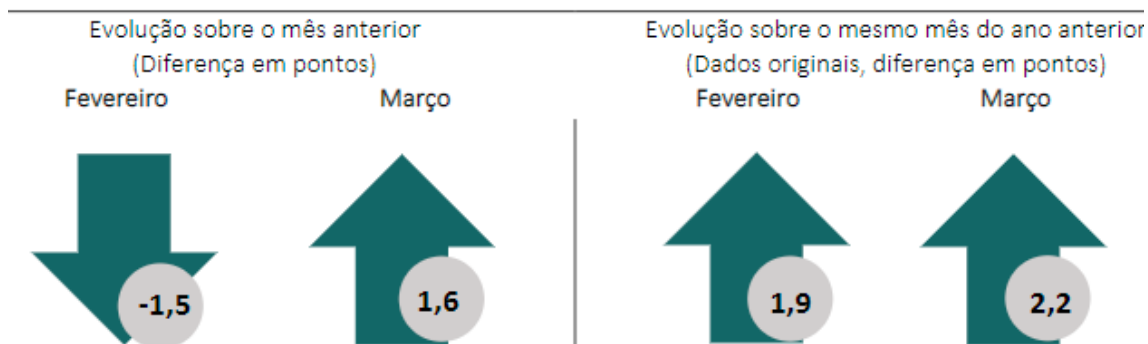 Evolução sobre o mês anterior
(Diferença em pontos)
Fevereiro Março
-1,5 1,6
Evolução sobre o mesmo mês do ano anterior
(Dados originais, diferença em pontos)
Fevereiro Março
1,9 2,2